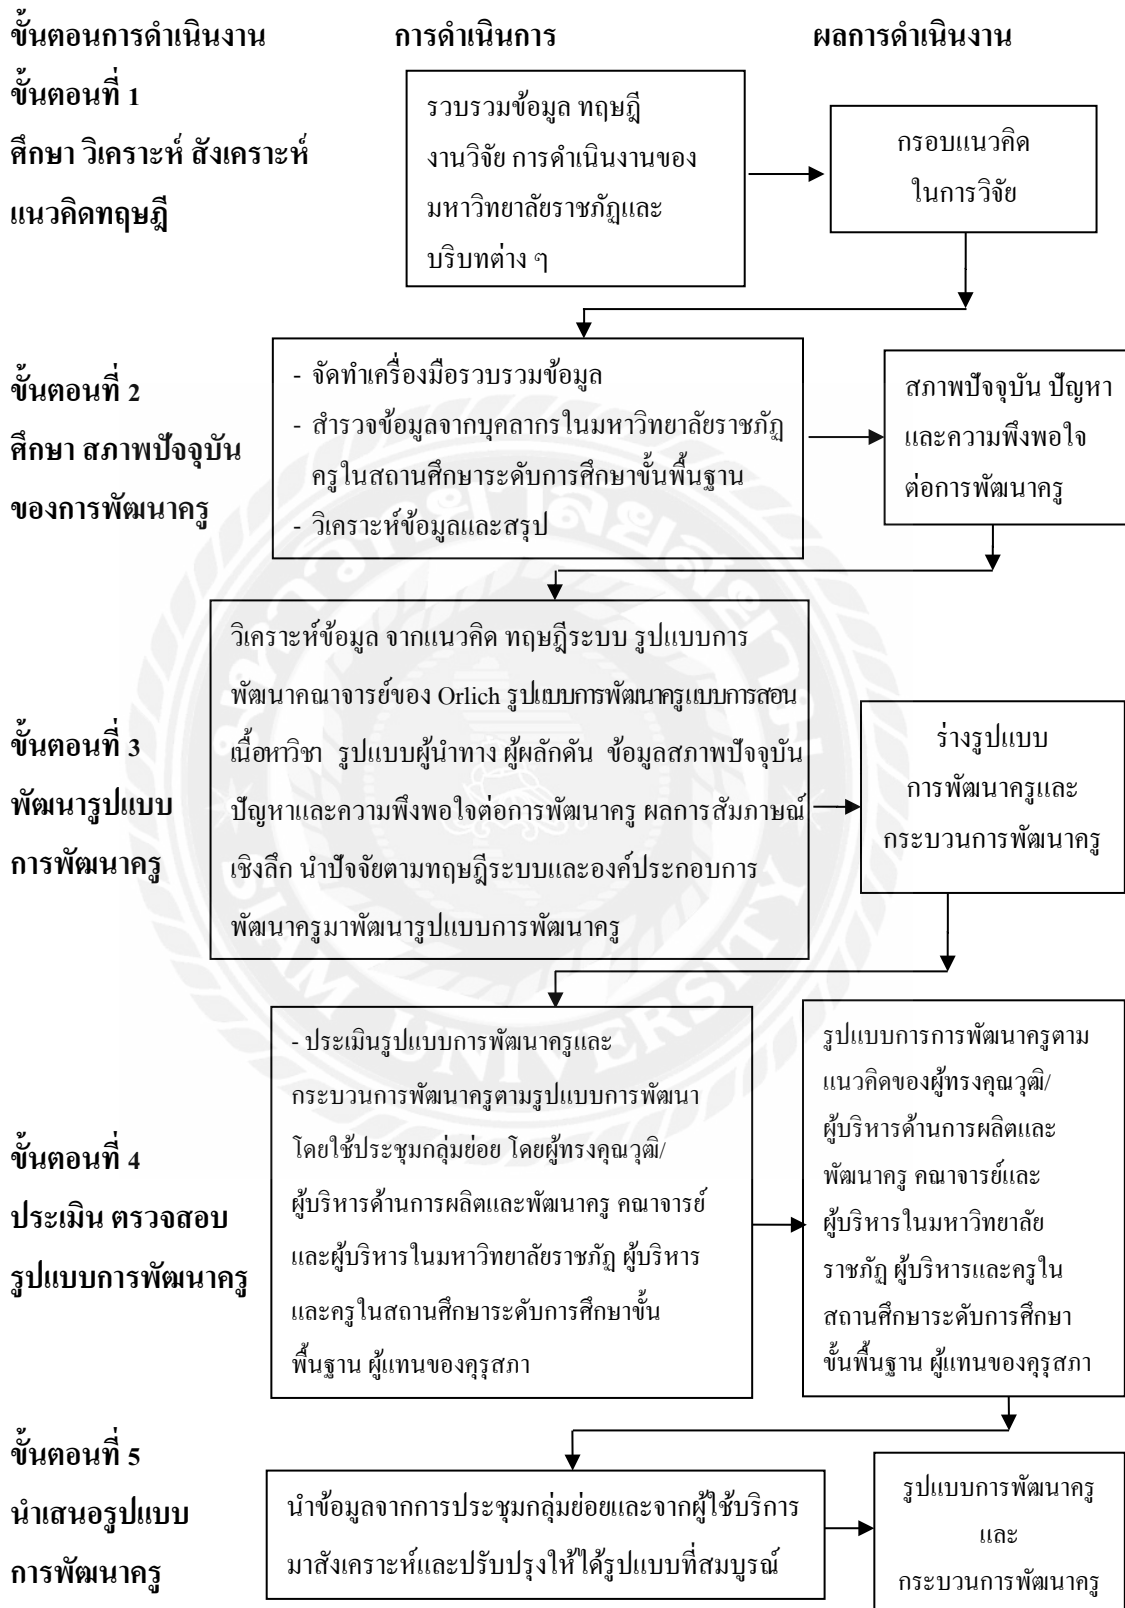 ขั้นตอนการดำเนินงาน
การดำเนินการ
ผลการดำเนินงาน
ขั้นตอนที่ 1
ศึกษา วิเคราะห์ สังเคราะห์
แนวคิดทฤษฎี
รวบรวมข้อมูล ทฤษฎี
งานวิจัย การดำเนินงานของ
มหาวิทยาลัยราชภัฏและ
บริบทต่าง ๆ
กรอบแนวคิด
ในการวิจัย
ขั้นตอนที่ 2
ศึกษา สภาพปัจจุบัน
ของการพัฒนาครู
- จัดทำเครื่องมือรวบรวมข้อมูล
- สำรวจข้อมูลจากบุคลากรในมหาวิทยาลัยราชภัฏ
ครูในสถานศึกษาระดับการศึกษาขั้นพื้นฐาน
- วิเคราะห์ข้อมูลและสรุป
สภาพปัจจุบัน ปัญหา
และความพึงพอใจ
ต่อการพัฒนาครู
ขั้นตอนที่ 3
พัฒนารูปแบบ
การพัฒนาครู
วิเคราะห์ข้อมูล จากแนวคิด ทฤษฎีระบบ รูปแบบการ
พัฒนาคณาจารย์ของ Orlich รูปแบบการพัฒนาครูแบบการสอน
เนื้อหาวิชา รูปแบบผู้นำทาง ผู้ผลักดัน ข้อมูลสภาพปัจจุบัน
ปัญหาและความพึงพอใจต่อการพัฒนาครู ผลการสัมภาษณ์
เชิงลึก นำปัจจัยตามทฤษฎีระบบและองค์ประกอบการ
พัฒนาครูมาพัฒนารูปแบบการพัฒนาครู
ร่างรูปแบบ
การพัฒนาครูและ
กระบวนการพัฒนาครู
ขั้นตอนที่ 4
ประเมิน ตรวจสอบ
รูปแบบการพัฒนาครู
- ประเมินรูปแบบการพัฒนาครูและ
กระบวนการพัฒนาครูตามรูปแบบการพัฒนา
โดยใช้ประชุมกลุ่มย่อย โดยผู้ทรงคุณวุฒิ/
ผู้บริหารด้านการผลิตและพัฒนาครู คณาจารย์
และผู้บริหารในมหาวิทยาลัยราชภัฏ ผู้บริหาร
และครูในสถานศึกษาระดับการศึกษาขั้น
พื้นฐาน ผู้แทนของคุรุสภา
รูปแบบการการพัฒนาครูตาม
แนวคิดของผู้ทรงคุณวุฒิ/
ผู้บริหารด้านการผลิตและ
พัฒนาครู คณาจารย์และ
ผู้บริหารในมหาวิทยาลัย
ราชภัฏ ผู้บริหารและครูใน
สถานศึกษาระดับการศึกษา
ขั้นพื้นฐาน ผู้แทนของคุรุสภา
ขั้นตอนที่ 5
นำเสนอรูปแบบ
การพัฒนาครู
นำข้อมูลจากการประชุมกลุ่มย่อยและจากผู้ใช้บริการ
มาสังเคราะห์และปรับปรุงให้ได้รูปแบบที่สมบูรณ์
รูปแบบการพัฒนาครู
และ
กระบวนการพัฒนาครู
มหาวิทยาลัยสยาม
SIAM UNIVERSITY